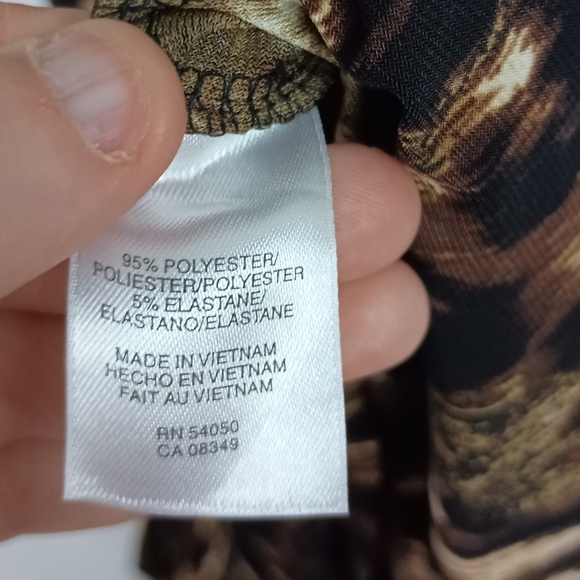 95% POLYESTER/
POLIESTER/POLYESTER
5% ELASTANE/
ELASTANO/ELASTANE
MADE IN VIETNAM
HECHO EN VIETNAM
FAIT AU VIETNAM
RN 54050
CA 08349